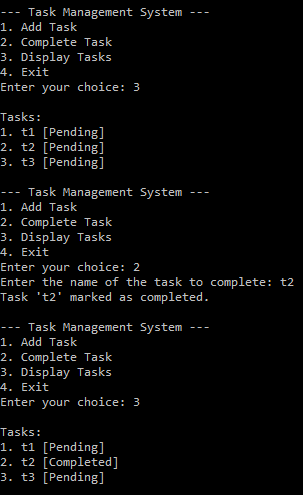 --- Task Management System ---
1. Add Task
2. Complete Task
3. Display Tasks
4. Exit
Enter your choice: 3
Tasks:
1. t1 [Pending]
2. t2 [Pending]
3. t3 [Pending]
--- Task Management System ---
1. Add Task
2. Complete Task
3. Display Tasks
4. Exit
Enter your choice: 2
Enter the name of the task to complete: t2
Task 't2' marked as completed.
--- Task Management System ---
1. Add Task
2. Complete Task
3. Display Tasks
4. Exit
Enter your choice: 3
Tasks:
1. t1 [Pending]
2. t2 [Completed]
3. t3 [Pending]